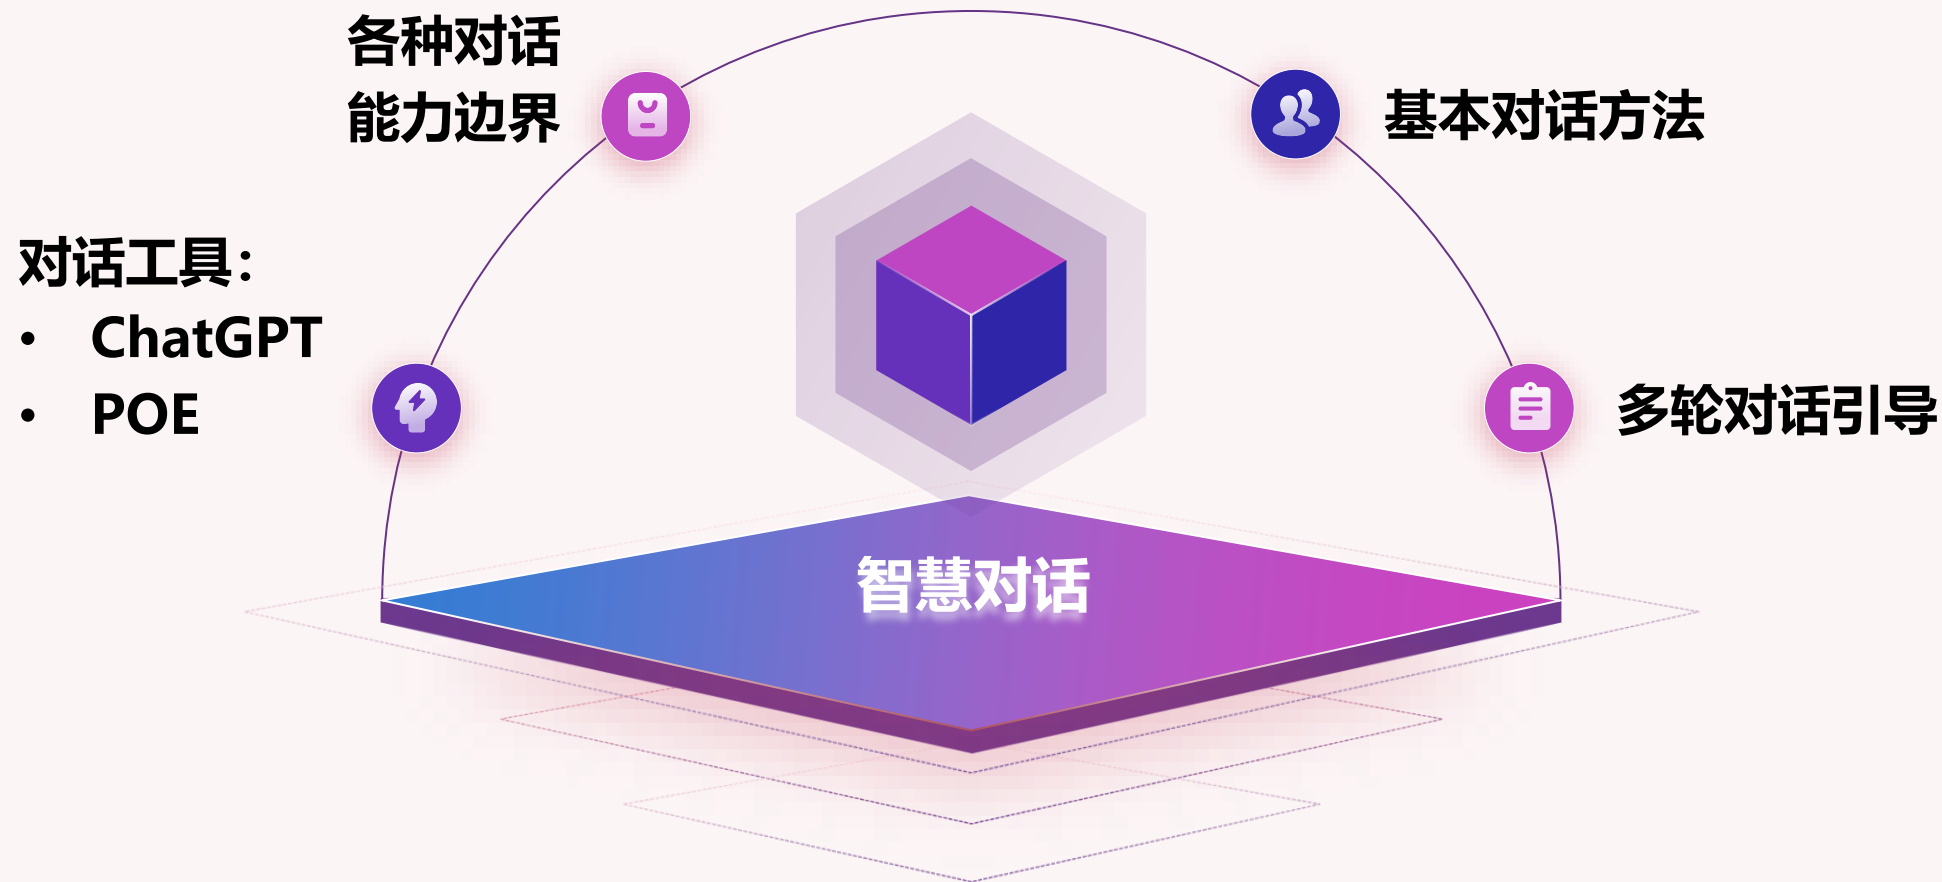 各种对话
能力边界
基本对话方法
对话工具：
• ChatGPT
• POE
多轮对话引导
智慧对话